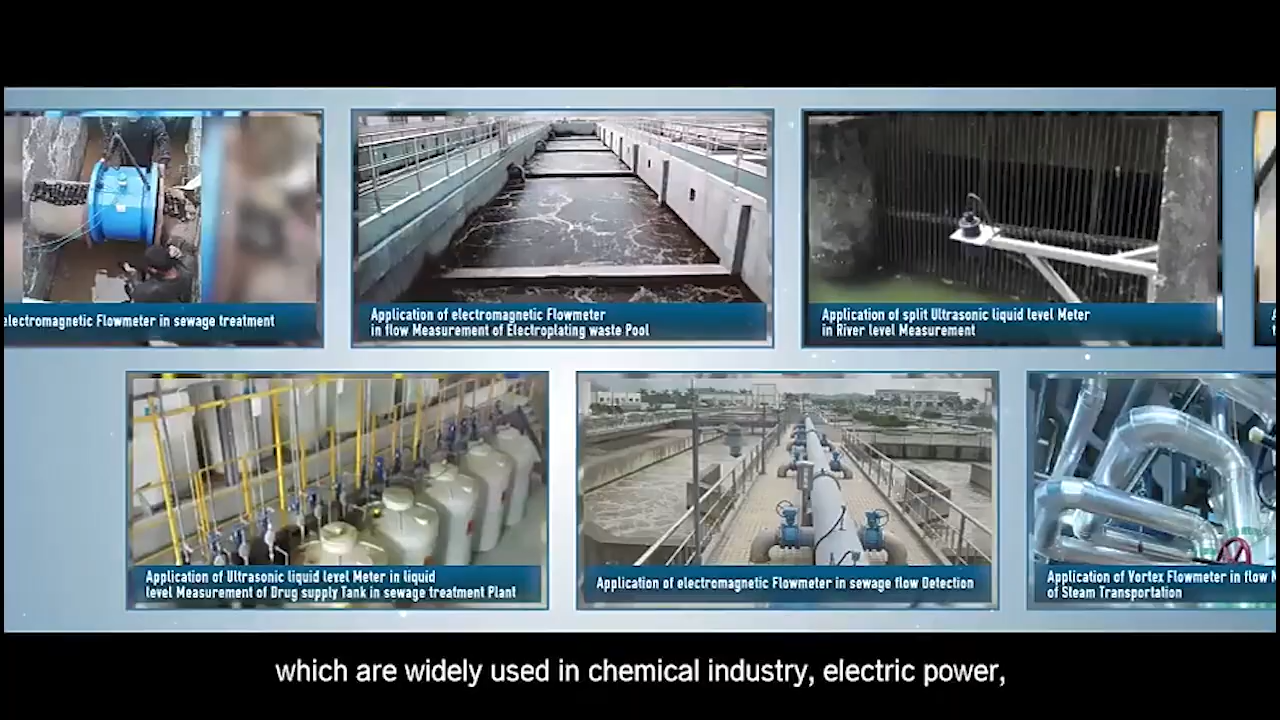 electromagnetic Flowmeter in sewage treatment
Application of electromagnetic Flowmeter
in flow Measurement of Electroplating waste Pool
Application of split Ultrasonic liquid level Meter
in River level Measurement
Application of Ultrasonic liquid level Meter in liquid
level Measurement of Drug supply Tank in sewage treatment Plant
Application of electromagnetic Flowmeter in sewage flow Detection
Application of Vortex Flowmeter in flow
of Steam Transportation
which are widely used in chemical industry, electric power,